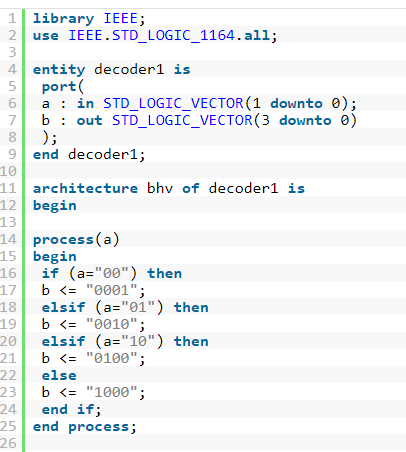 1 library IEEE;
2 use IEEE.STD_LOGIC_1164.all;
3
4 entity decoder1 is
5 port(
6 a : in STD_LOGIC_VECTOR(1 downto 0);
7 b : out STD_LOGIC_VECTOR(3 downto 0)
8 );
9 end decoder1;
10
11 architecture bhv of decoder1 is
12 begin
13
14 process(a)
15 begin
16 if (a="00") then
17 b <= "0001";
18 elsif (a="01") then
19 b <= "0010";
20 elsif (a="10") then
21 b <= "0100";
22 else
23 b <= "1000";
24 end if;
25 end process;
26